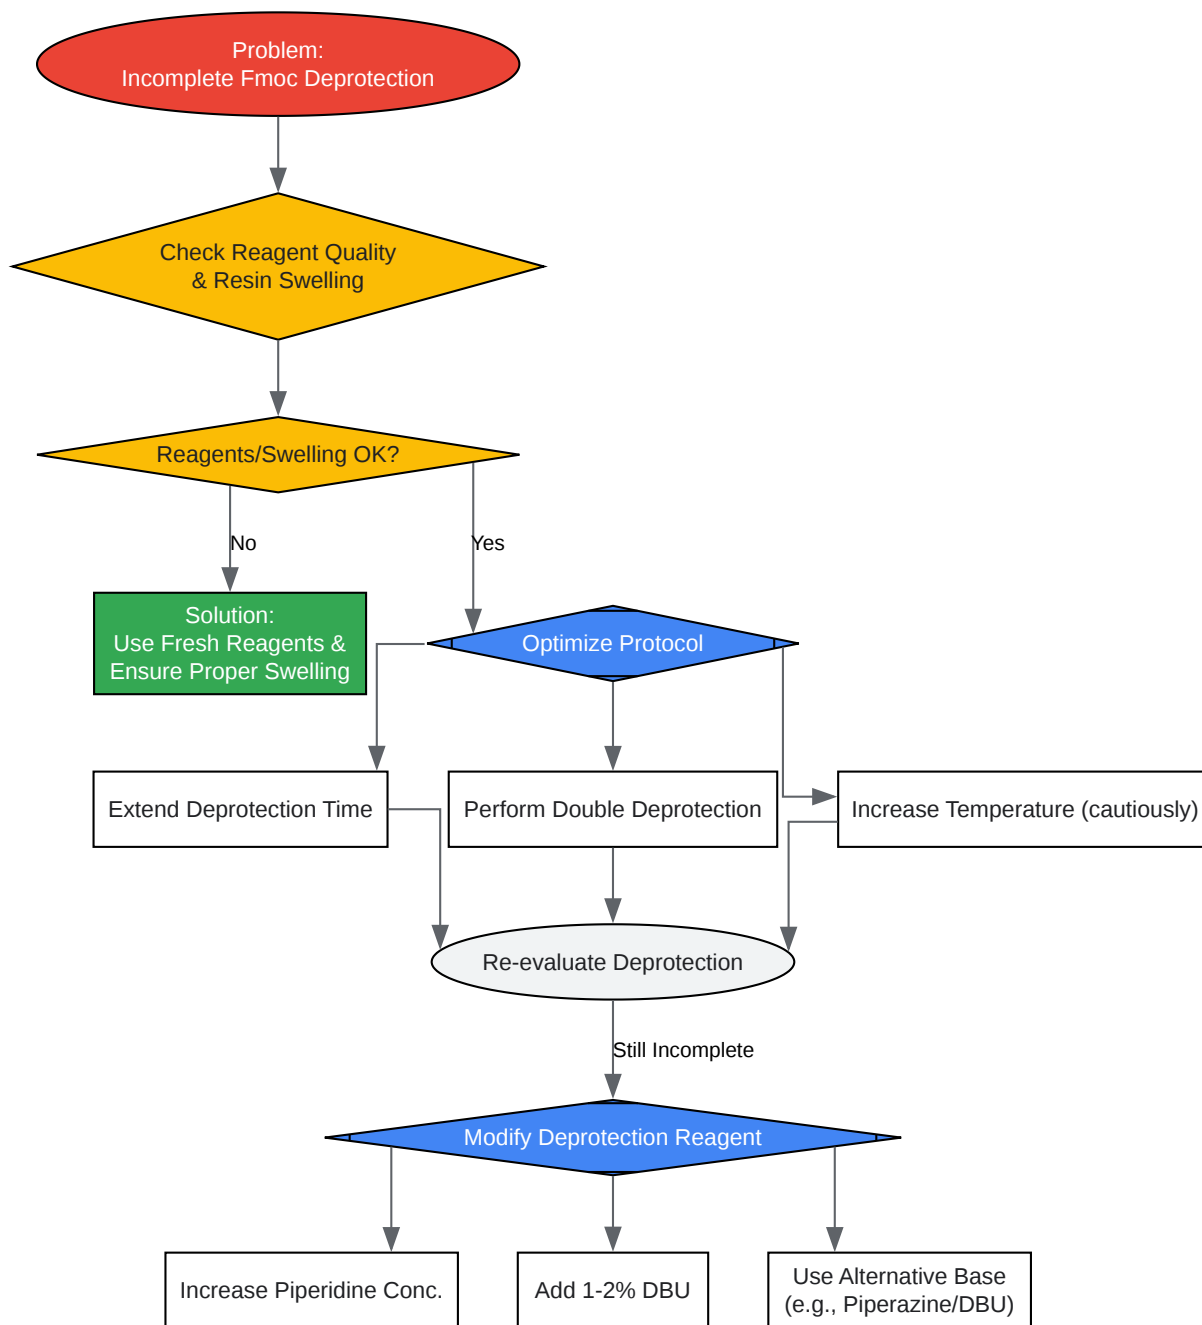 Problem:
Incomplete Fmoc Deprotection
Check Reagent Quality
& Resin Swelling
Reagents/Swelling OK?
No
Yes
Solution:
Use Fresh Reagents &
Ensure Proper Swelling
Optimize Protocol
Extend Deprotection Time
Perform Double Deprotection
Increase Temperature (cautiously)
Re-evaluate Deprotection
Still Incomplete
Modify Deprotection Reagent
Increase Piperidine Conc.
Add 1-2% DBU
Use Alternative Base
(e.g., Piperazine/DBU)